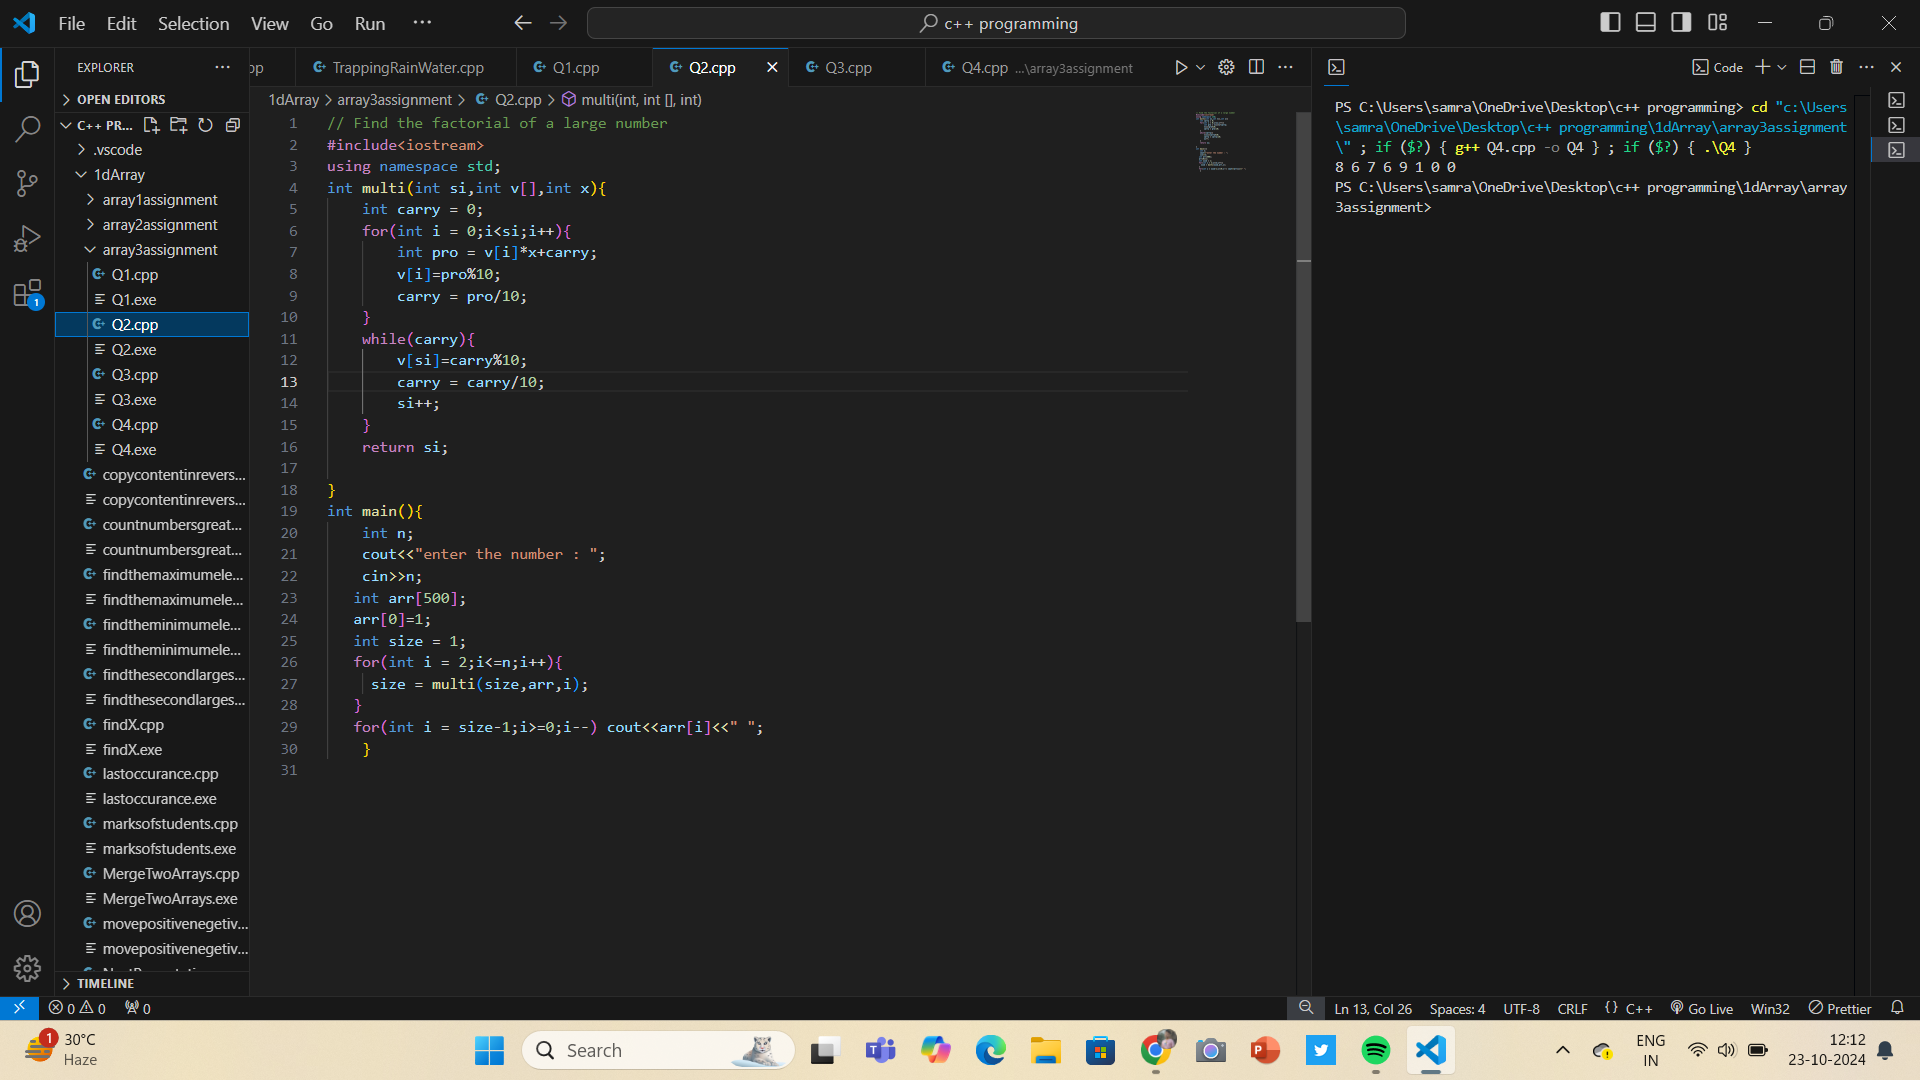 File Edit Selection View Go Run ...
c++ programming
EXPLORER
OPEN EDITORS
C++ PR...
.vscode
1dArray
array1assignment
array2assignment
array3assignment
Q1.cpp
Q1.exe
Q2.cpp
Q2.exe
Q3.cpp
Q3.exe
Q4.cpp
Q4.exe
copycontentinrevers...
copycontentinrevers...
countnumbersgreat...
countnumbersgreat...
findthemaximumele...
findthemaximumele...
findtheminimumele...
findtheminimumele...
findthesecondlarges...
findthesecondlarges...
findX.cpp
findX.exe
lastoccurance.cpp
lastoccurance.exe
marksofstudents.cpp
marksofstudents.exe
MergeTwoArrays.cpp
MergeTwoArrays.exe
movepositivenegetiv...
movepositivenegetiv...
TIMELINE
pp TrappingRainWater.cpp Q1.cpp Q2.cpp Q3.cpp Q4.cpp ...\array3assignment
1dArray > array3assignment > Q2.cpp > multi(int, int [], int)
1 // Find the factorial of a large number
2 #include<iostream>
3 using namespace std;
4 int multi(int si,int v[],int x){
5 int carry = 0;
6 for(int i = 0;i<si;i++){
7 int pro = v[i]*x+carry;
8 v[i]=pro%10;
9 carry = pro/10;
10 }
11 while(carry){
12 v[si]=carry%10;
13 carry = carry/10;
14 si++;
15 }
16 return si;
17
18 }
19 int main(){
20 int n;
21 cout<<"enter the number : ";
22 cin>>n;
23 int arr[500];
24 arr[0]=1;
25 int size = 1;
26 for(int i = 2;i<=n;i++){
27 size = multi(size,arr,i);
28 }
29 for(int i = size-1;i>=0;i--) cout<<arr[i]<<" ";
30 }
31
Code
PS C:\Users\samra\OneDrive\Desktop\c++ programming> cd "c:\Users
\samra\OneDrive\Desktop\c++ programming\1dArray\array3assignment
\" ; if ($?) { g++ Q4.cpp -o Q4 } ; if ($?) { .\Q4 }
8 6 7 6 9 1 0 0
PS C:\Users\samra\OneDrive\Desktop\c++ programming\1dArray\array
3assignment>
1
0 0 0
Ln 13, Col 26 Spaces: 4 UTF-8 CRLF {} C++ Go Live Win32 Prettier
1
30°C
Haze
Search
ENG
IN
12:12
23-10-2024